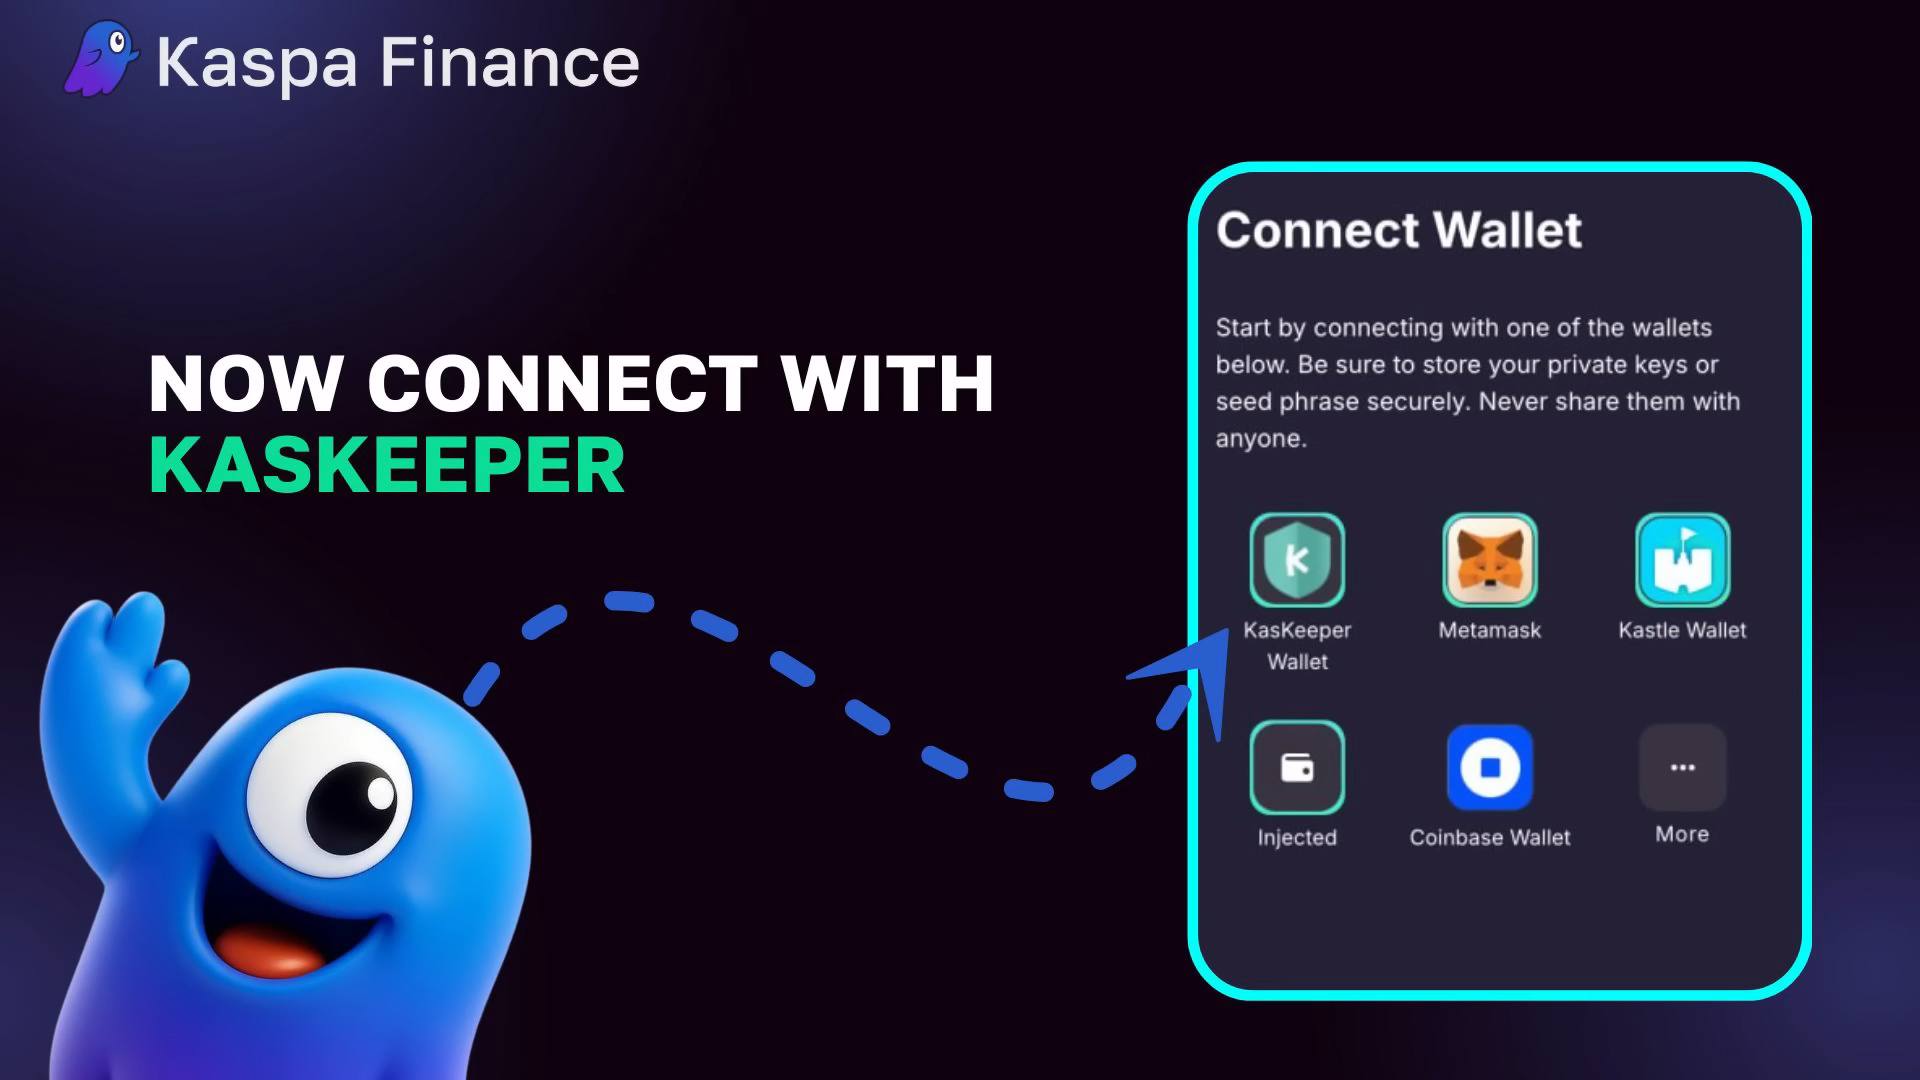 Kaspa Finance
NOW CONNECT WITH
KASKEEPER
Connect Wallet
Start by connecting with one of the wallets
below. Be sure to store your private keys or
seed phrase securely. Never share them with
anyone.
KasKeeper
Wallet
Metamask
Kastle Wallet
Injected
Coinbase Wallet
More